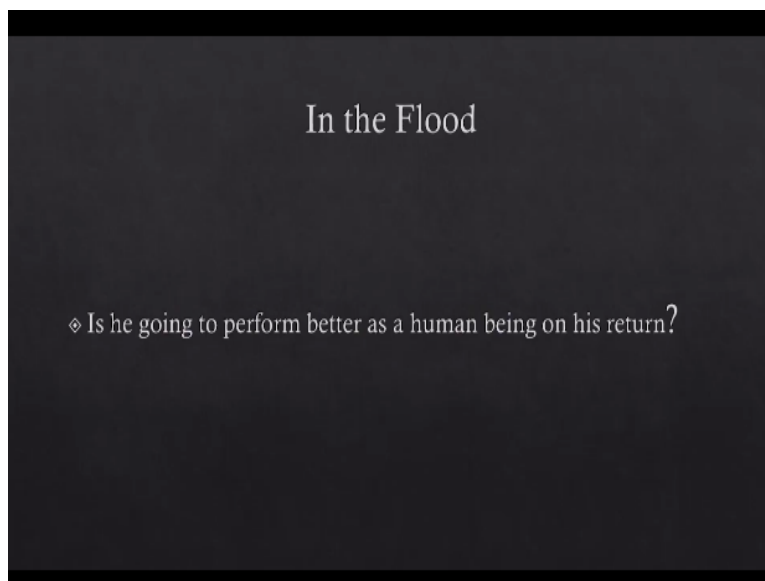 In the Flood
Is he going to perform better as a human being on his return?